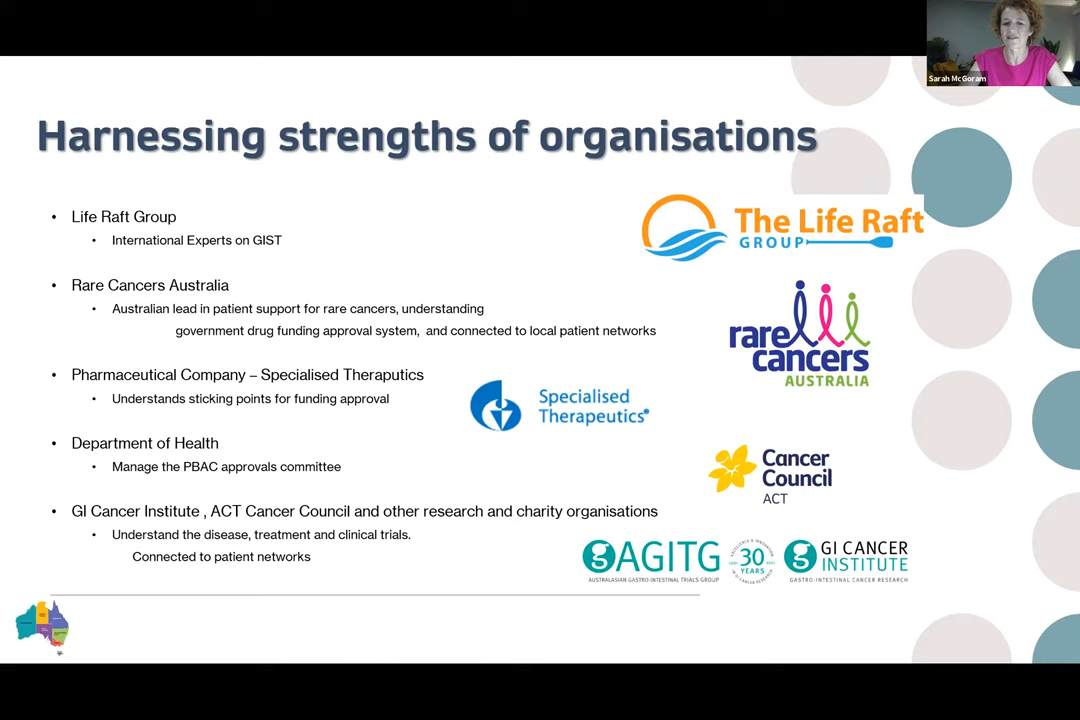 Sarah McGoram
Harnessing strengths of organisations
• Life Raft Group
• International Experts on GIST
• Rare Cancers Australia
• Australian lead in patient support for rare cancers, understanding
government drug funding approval system, and connected to local patient networks
• Pharmaceutical Company – Specialised Theraputics
• Understands sticking points for funding approval
• Department of Health
• Manage the PBAC approvals committee
• GI Cancer Institute , ACT Cancer Council and other research and charity organisations
• Understand the disease, treatment and clinical trials.
Connected to patient networks
The Life Raft
GROUP
rare
cancers
AUSTRALIA
Specialised
Therapeutics®
Cancer
Council
ACT
AGITG
AUSTRALASIAN GASTRO-INTESTINAL TRIALS GROUP
30
YEARS
GI CANCER
INSTITUTE
GASTRO-INTESTINAL CANCER RESEARCH